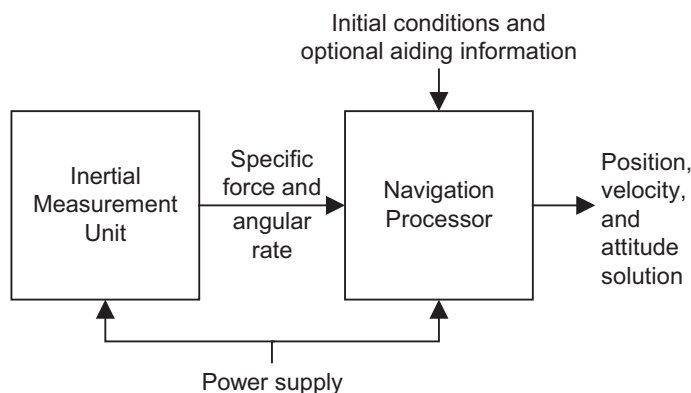 Initial conditions and
optional aiding information
Inertial
Measurement
Unit
Specific
force and
angular
rate
Navigation
Processor
Position,
velocity,
and
attitude
solution
Power supply